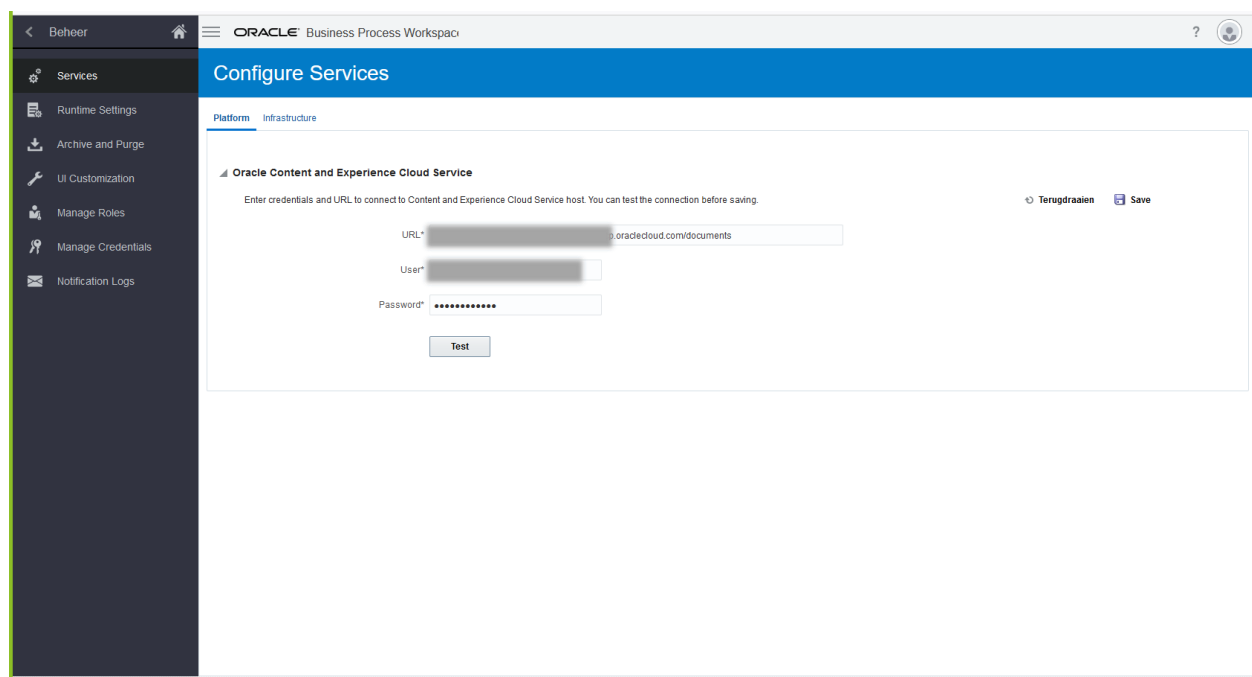 Beheer
ORACLE® Business Process Workspac
?
Services
Configure Services
Runtime Settings
Platform Infrastructure
Archive and Purge
Oracle Content and Experience Cloud Service
UI Customization
Enter credentials and URL to connect to Content and Experience Cloud Service host. You can test the connection before saving.
Terugdraaien Save
Manage Roles
URL* .oraclecloud.com/documents
Manage Credentials
User*
Notification Logs
Password* ••••••••••••
Test